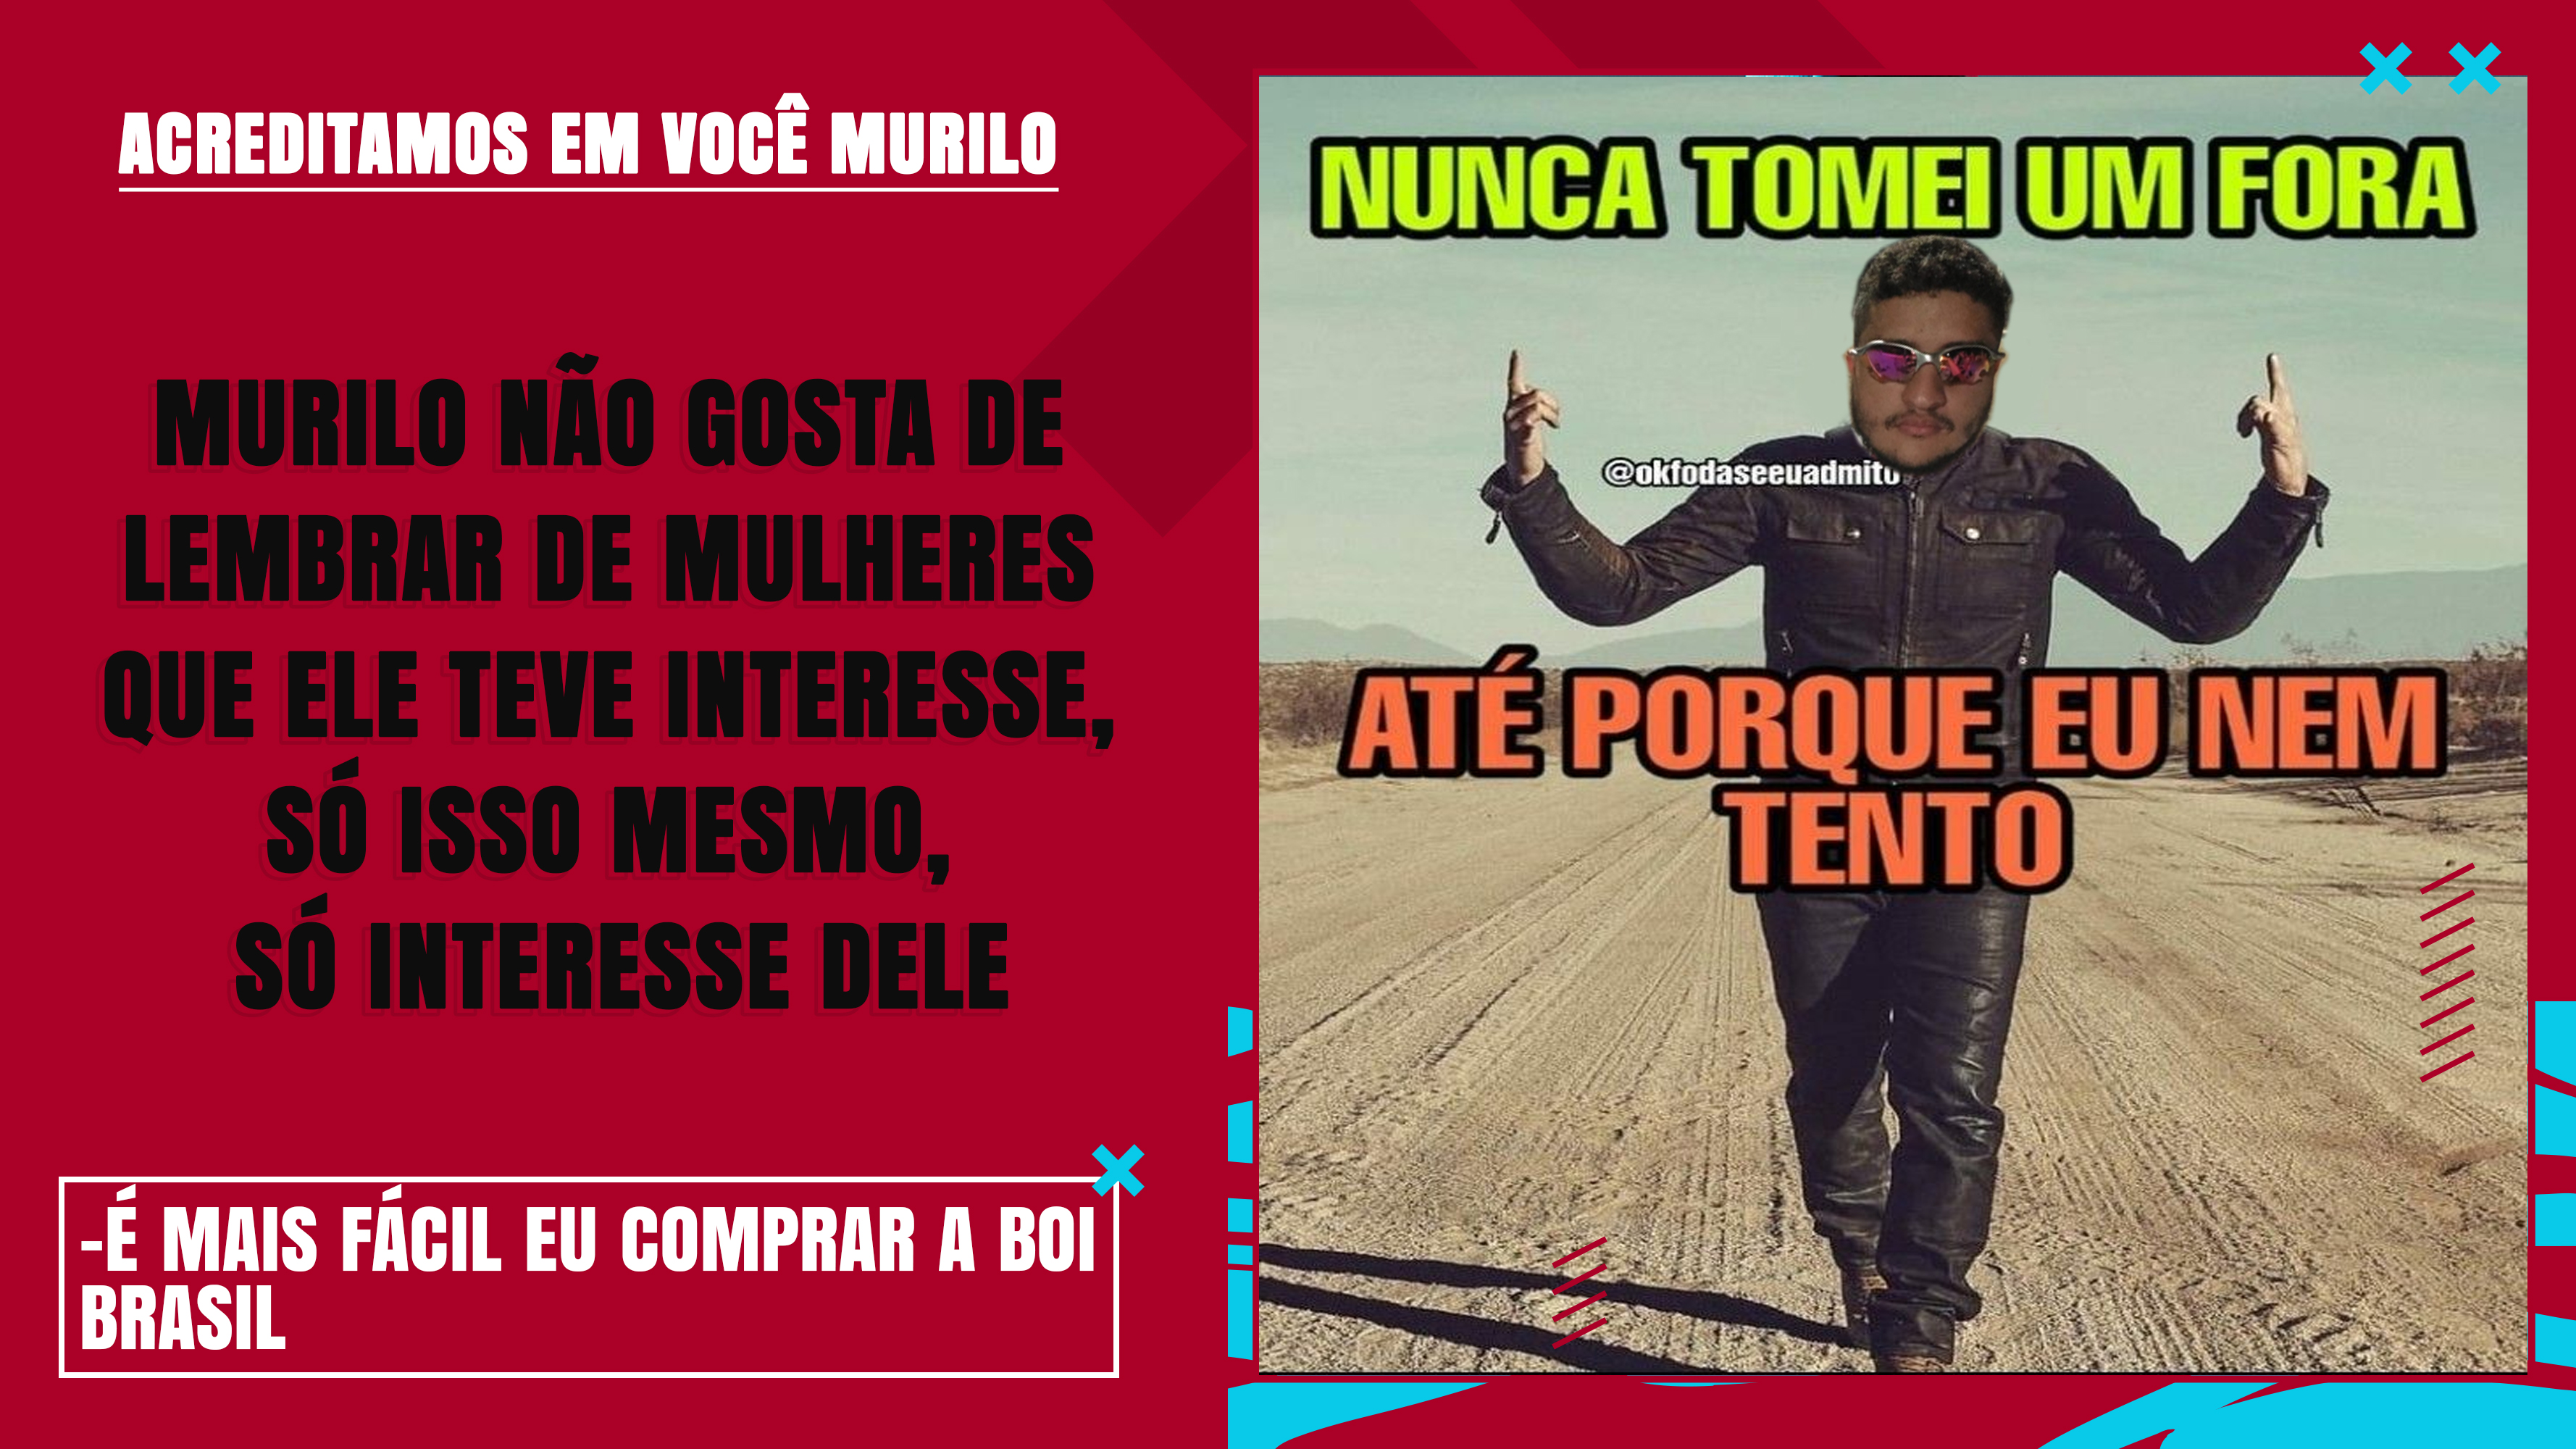 ACREDITAMOS EM VOCÊ MURILO
MURILO NÃO GOSTA DE
LEMBRAR DE MULHERES
QUE ELE TEVE INTERESSE,
SÓ ISSO MESMO,
SÓ INTERESSE DELE
-É MAIS FÁCIL EU COMPRAR A BOI
BRASIL
NUNCA TOMEI UM FORA
@okfodaseeuadmito
ATÉ PORQUE EU NEM
TENTO